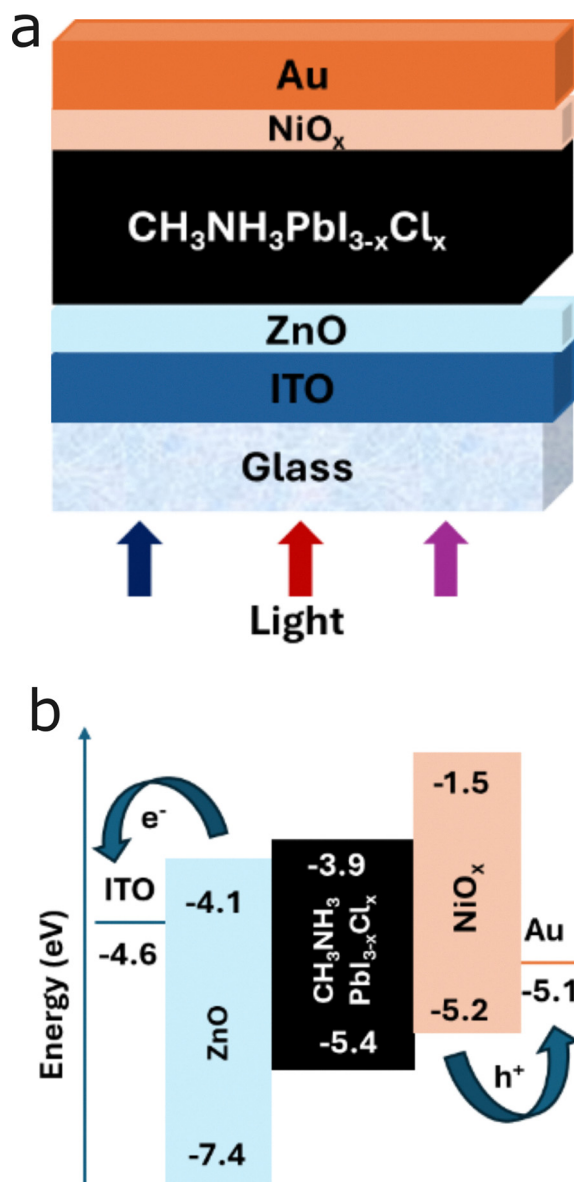 a
Au
NiOₓ
CH₃NH₃PbI₃₋ₓClₓ
ZnO
ITO
Glass
Light
b
Energy (eV)
e⁻
ITO
-4.6
-4.1
ZnO
-7.4
-3.9
CH₃NH₃
PbI₃₋ₓClₓ
-5.4
-1.5
NiOₓ
-5.2
Au
-5.1
h⁺